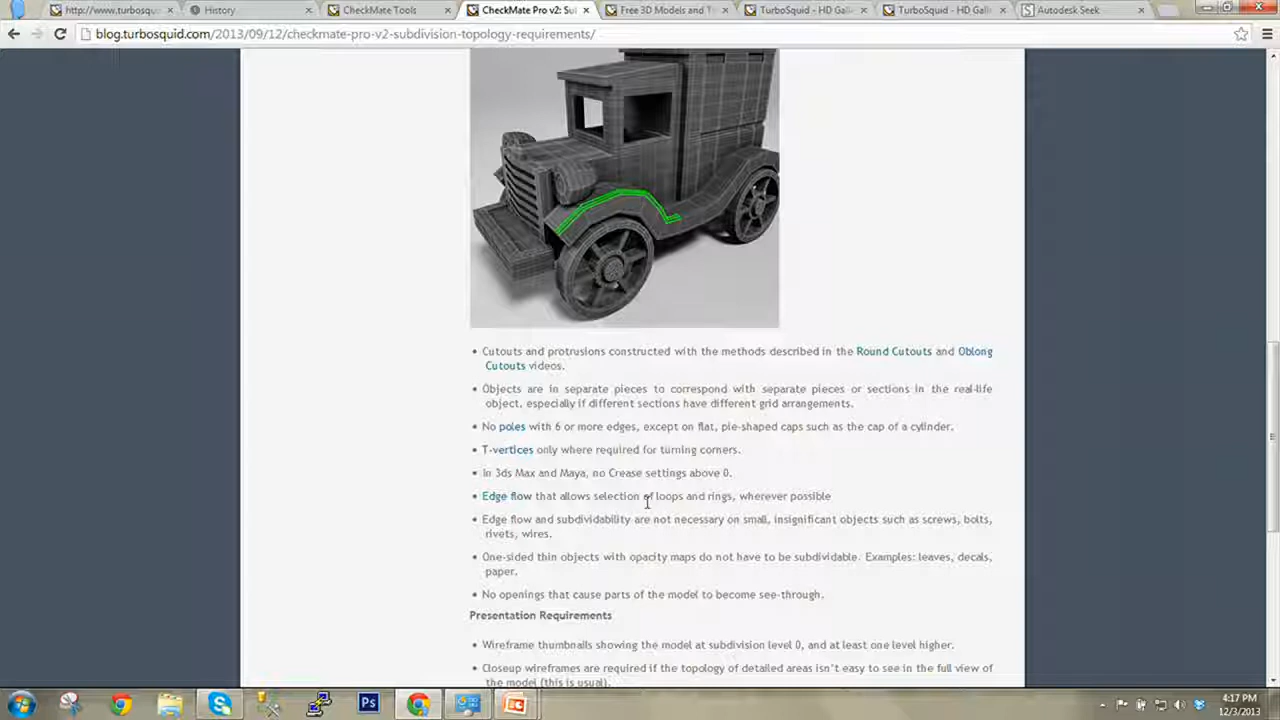 http://www.turbosq
History
CheckMate Tools
CheckMate Pro v2: Su
Free 3D Models and T
TurboSquid - HD Gall
TurboSquid - HD Gall
Autodesk Seek
blog.turbosquid.com/2013/09/12/checkmate-pro-v2-subdivision-topology-requirements/
• Cutouts and protrusions constructed with the methods described in the Round Cutouts and Oblong
Cutouts videos.
• Objects are in separate pieces to correspond with separate pieces or sections in the real-life
object, especially if different sections have different grid arrangements.
• No poles with 6 or more edges, except on flat, pie-shaped caps such as the cap of a cylinder.
• T-vertices only where required for turning corners.
• In 3ds Max and Maya, no Crease settings above 0.
• Edge flow that allows selection of loops and rings, wherever possible
• Edge flow and subdividability are not necessary on small, insignificant objects such as screws, bolts,
rivets, wires.
• One-sided thin objects with opacity maps do not have to be subdividable. Examples: leaves, decals,
paper.
• No openings that cause parts of the model to become see-through.
Presentation Requirements
• Wireframe thumbnails showing the model at subdivision level 0, and at least one level higher.
• Closeup wireframes are required if the topology of detailed areas isn't easy to see in the full view of
the model (this is usual).
Ps
4:17 PM
12/3/2013